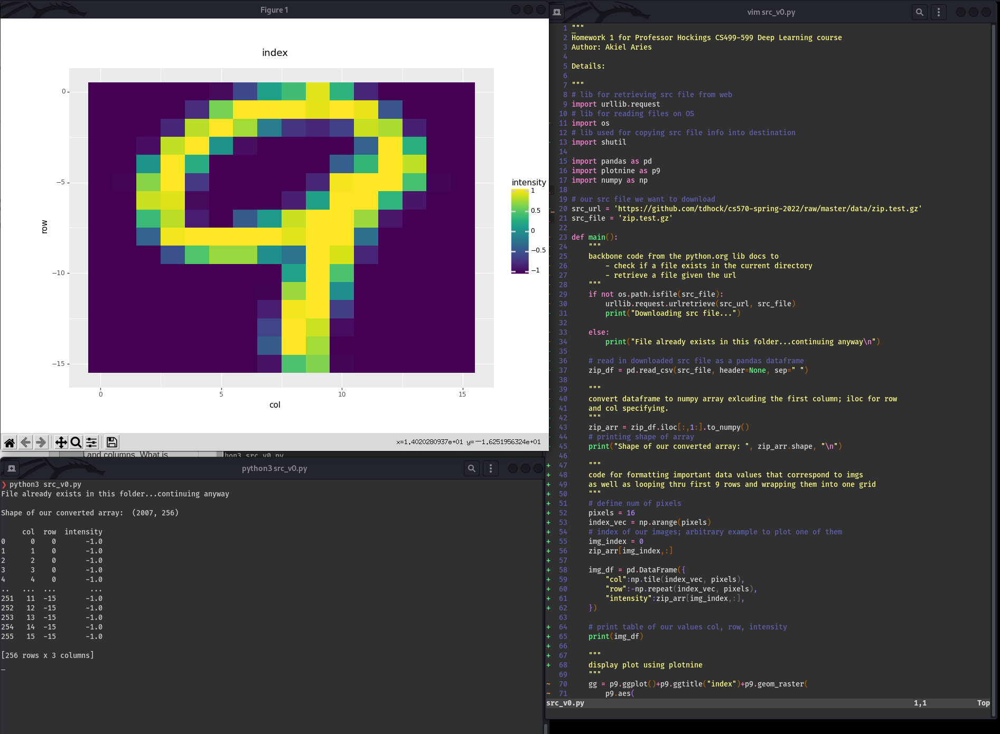 Figure 1
index
0
−5
−10
−15
row
0
5
10
15
col
intensity
1
0.5
0
−0.5
−1
x=1.4020280937e+01 y=−1.6251956324e+01
and columns. What is
hon3 src_v0.py
python3 src_v0.py
❯ python3 src_v0.py
File already exists in this folder...continuing anyway
Shape of our converted array:  (2007, 256)
     col  row  intensity
0      0    0       -1.0
1      1    0       -1.0
2      2    0       -1.0
3      3    0       -1.0
4      4    0       -1.0
..   ...  ...        ...
251   11  -15       -1.0
252   12  -15       -1.0
253   13  -15       -1.0
254   14  -15       -1.0
255   15  -15       -1.0
[256 rows x 3 columns]
vim src_v0.py
1 """
2 Homework 1 for Professor Hockings CS499-599 Deep Learning course
3 Author: Akiel Aries
4
5 Details:
6
7 """
8 # lib for retrieving src file from web
9 import urllib.request
10 # lib for reading files on OS
11 import os
12 # lib used for copying src file info into destination
13 import shutil
14
15 import pandas as pd
16 import plotnine as p9
17 import numpy as np
18
19 # our src file we want to download
20 src_url = 'https://github.com/tdhock/cs570-spring-2022/raw/master/data/zip.test.gz'
21 src_file = 'zip.test.gz'
22
23 def main():
24     """
25     backbone code from the python.org lib docs to
26         - check if a file exists in the current directory
27         - retrieve a file given the url
28     """
29     if not os.path.isfile(src_file):
30         urllib.request.urlretrieve(src_url, src_file)
31         print("Downloading src file...")
32
33     else:
34         print("File already exists in this folder...continuing anyway\n")
35
36     # read in downloaded src file as a pandas dataframe
37     zip_df = pd.read_csv(src_file, header=None, sep=" ")
38
39     """
40     convert dataframe to numpy array exlcuding the first column; iloc for row
41     and col specifying.
42     """
43     zip_arr = zip_df.iloc[:,1:].to_numpy()
44     # printing shape of array
45     print("Shape of our converted array: ", zip_arr.shape, "\n")
46
+ 47     """
+ 48     code for formatting important data values that correspond to imgs
+ 49     as well as looping thru first 9 rows and wrapping them into one grid
+ 50     """
+ 51     # define num of pixels
+ 52     pixels = 16
+ 53     index_vec = np.arange(pixels)
+ 54     # index of our images; arbitrary example to plot one of them
+ 55     img_index = 0
+ 56     zip_arr[img_index,:]
+ 57
+ 58     img_df = pd.DataFrame({
+ 59         "col":np.tile(index_vec, pixels),
+ 60         "row":-np.repeat(index_vec, pixels),
+ 61         "intensity":zip_arr[img_index,:],
+ 62     })
63
+ 64     # print table of our values col, row, intensity
+ 65     print(img_df)
+ 66
+ 67     """
+ 68     display plot using plotnine
69     """
~ 70     gg = p9.ggplot()+p9.ggtitle("index")+p9.geom_raster(
~ 71         p9.aes(
src_v0.py 1,1 Top